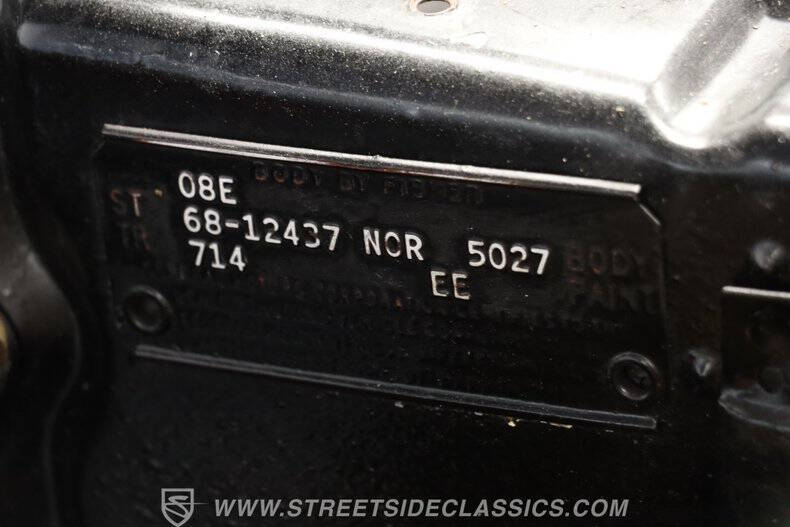 BODY BY FISHER
08E
ST 68-12437 NOR 5027 BODY
TR 714 EE PAINT
WWW.STREETSIDECLASSICS.COM